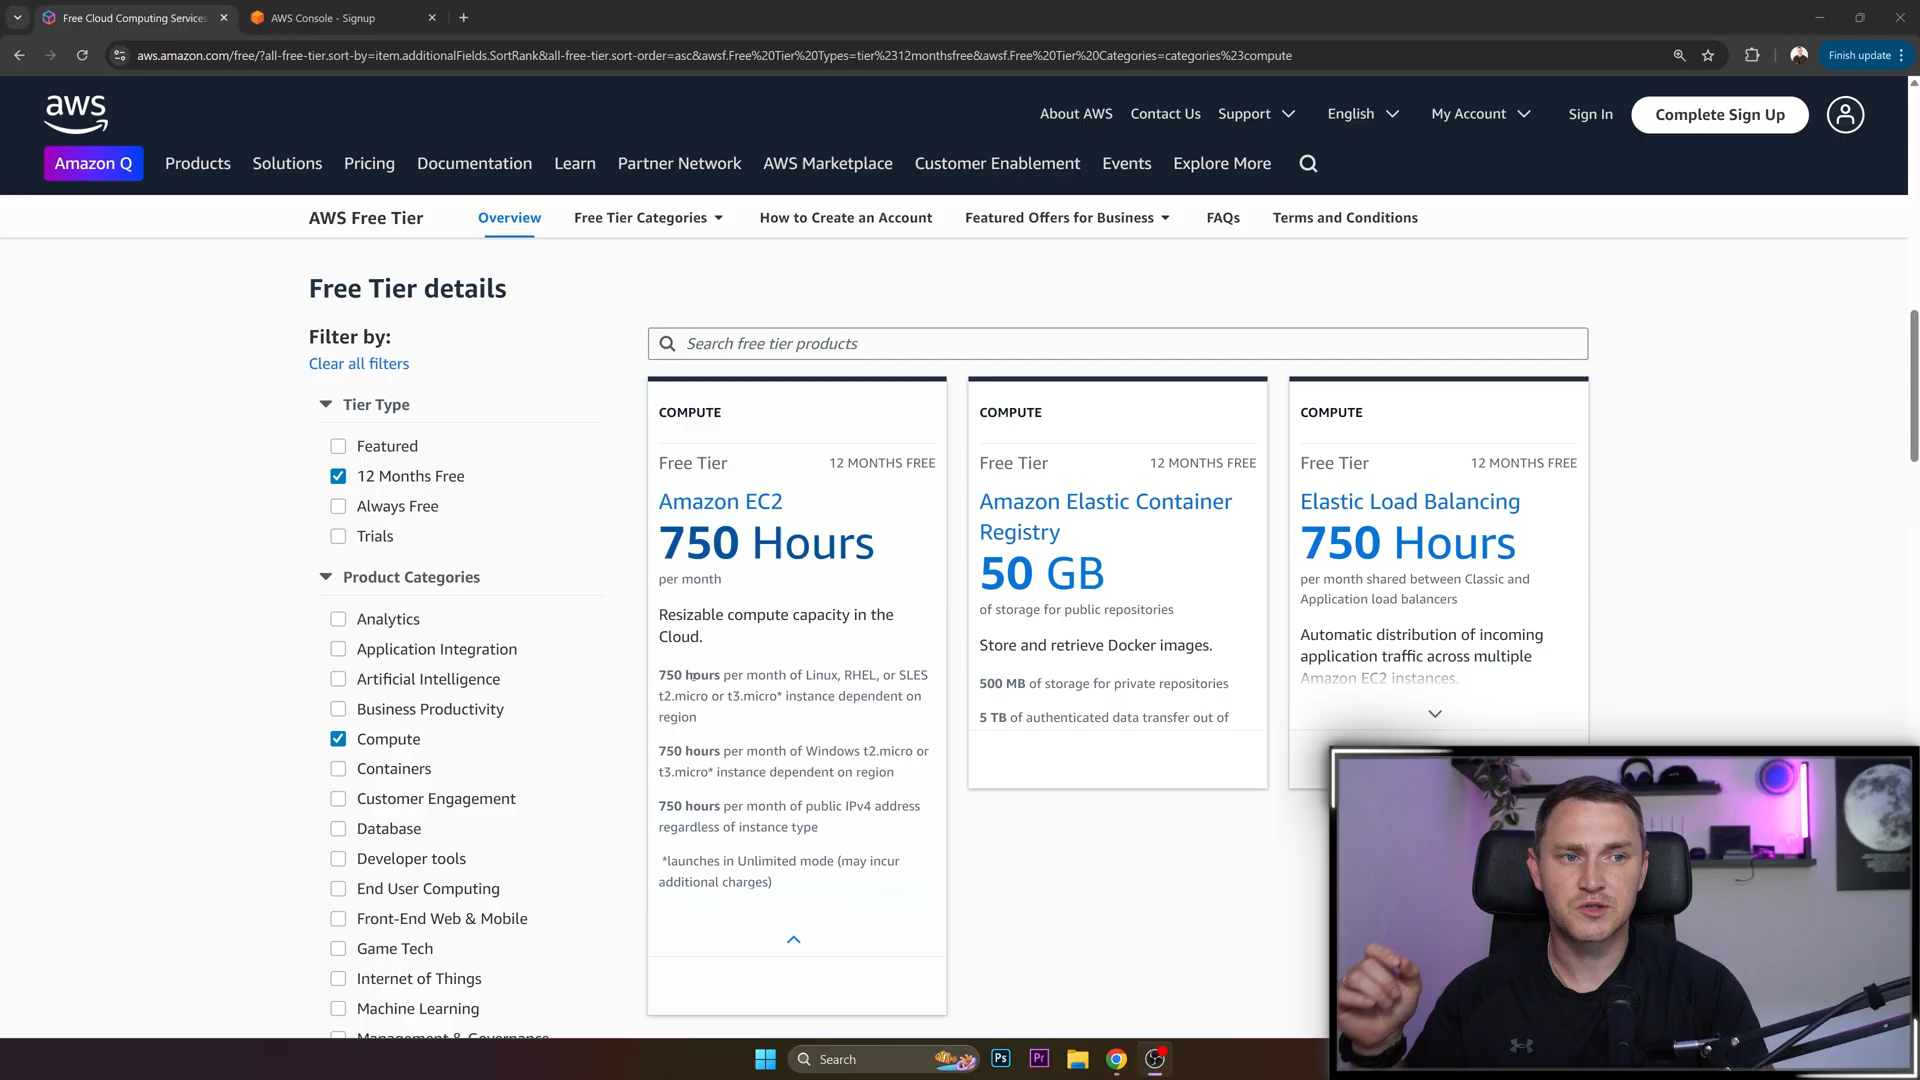 Free Cloud Computing Services
AWS Console - Signup
aws.amazon.com/free/?all-free-tier.sort-by=item.additionalFields.SortRank&all-free-tier.sort-order=asc&awsf.Free%20Tier%20Types=tier%2312monthsfree&awsf.Free%20Tier%20Categories=categories%23compute
Finish update
aws
About AWS
Contact Us
Support
English
My Account
Sign In
Complete Sign Up
Amazon Q
Products
Solutions
Pricing
Documentation
Learn
Partner Network
AWS Marketplace
Customer Enablement
Events
Explore More
AWS Free Tier
Overview
Free Tier Categories
How to Create an Account
Featured Offers for Business
FAQs
Terms and Conditions
Free Tier details
Filter by:
Clear all filters
Tier Type
Featured
12 Months Free
Always Free
Trials
Product Categories
Analytics
Application Integration
Artificial Intelligence
Business Productivity
Compute
Containers
Customer Engagement
Database
Developer tools
End User Computing
Front-End Web & Mobile
Game Tech
Internet of Things
Machine Learning
Management & Governance
Search free tier products
COMPUTE
Free Tier
12 MONTHS FREE
Amazon EC2
750 Hours
per month
Resizable compute capacity in the
Cloud.
750 hours per month of Linux, RHEL, or SLES
t2.micro or t3.micro* instance dependent on
region
750 hours per month of Windows t2.micro or
t3.micro* instance dependent on region
750 hours per month of public IPv4 address
regardless of instance type
*launches in Unlimited mode (may incur
additional charges)
COMPUTE
Free Tier
12 MONTHS FREE
Amazon Elastic Container
Registry
50 GB
of storage for public repositories
Store and retrieve Docker images.
500 MB of storage for private repositories
5 TB of authenticated data transfer out of
COMPUTE
Free Tier
12 MONTHS FREE
Elastic Load Balancing
750 Hours
per month shared between Classic and
Application load balancers
Automatic distribution of incoming
application traffic across multiple
Amazon EC2 instances.
Search
Ps
Pr